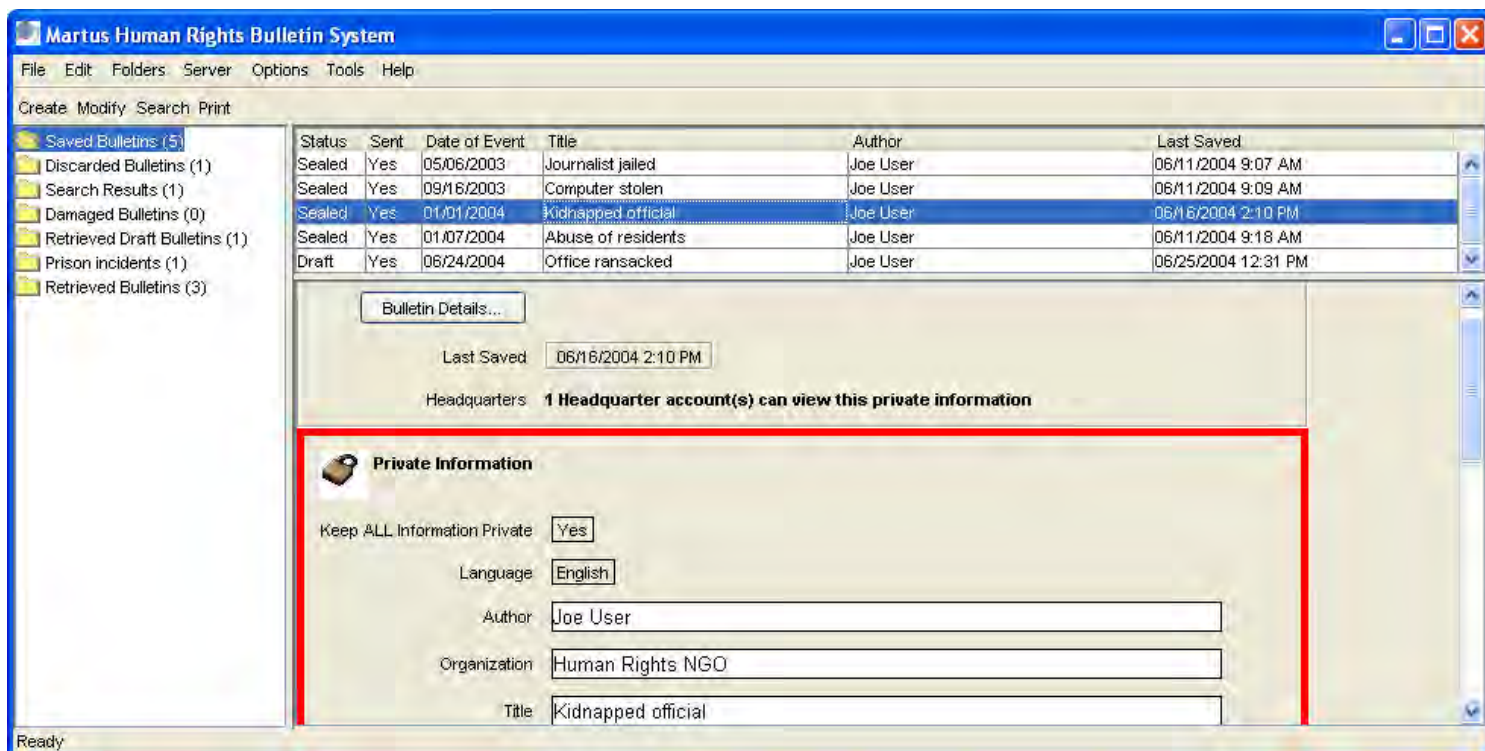 Martus Human Rights Bulletin System
File Edit Folders Server Options Tools Help
Create Modify Search Print
Saved Bulletins (5)
Discarded Bulletins (1)
Search Results (1)
Damaged Bulletins (0)
Retrieved Draft Bulletins (1)
Prison incidents (1)
Retrieved Bulletins (3)
Status Sent Date of Event Title Author Last Saved
Sealed Yes 05/06/2003 Journalist jailed Joe User 06/11/2004 9:07 AM
Sealed Yes 09/16/2003 Computer stolen Joe User 06/11/2004 9:09 AM
Sealed Yes 01/01/2004 Kidnapped official Joe User 06/16/2004 2:10 PM
Sealed Yes 01/07/2004 Abuse of residents Joe User 06/11/2004 9:18 AM
Draft Yes 06/24/2004 Office ransacked Joe User 06/25/2004 12:31 PM
Bulletin Details...
Last Saved 06/16/2004 2:10 PM
Headquarters 1 Headquarter account(s) can view this private information
Private Information
Keep ALL Information Private Yes
Language English
Author Joe User
Organization Human Rights NGO
Title Kidnapped official
Ready